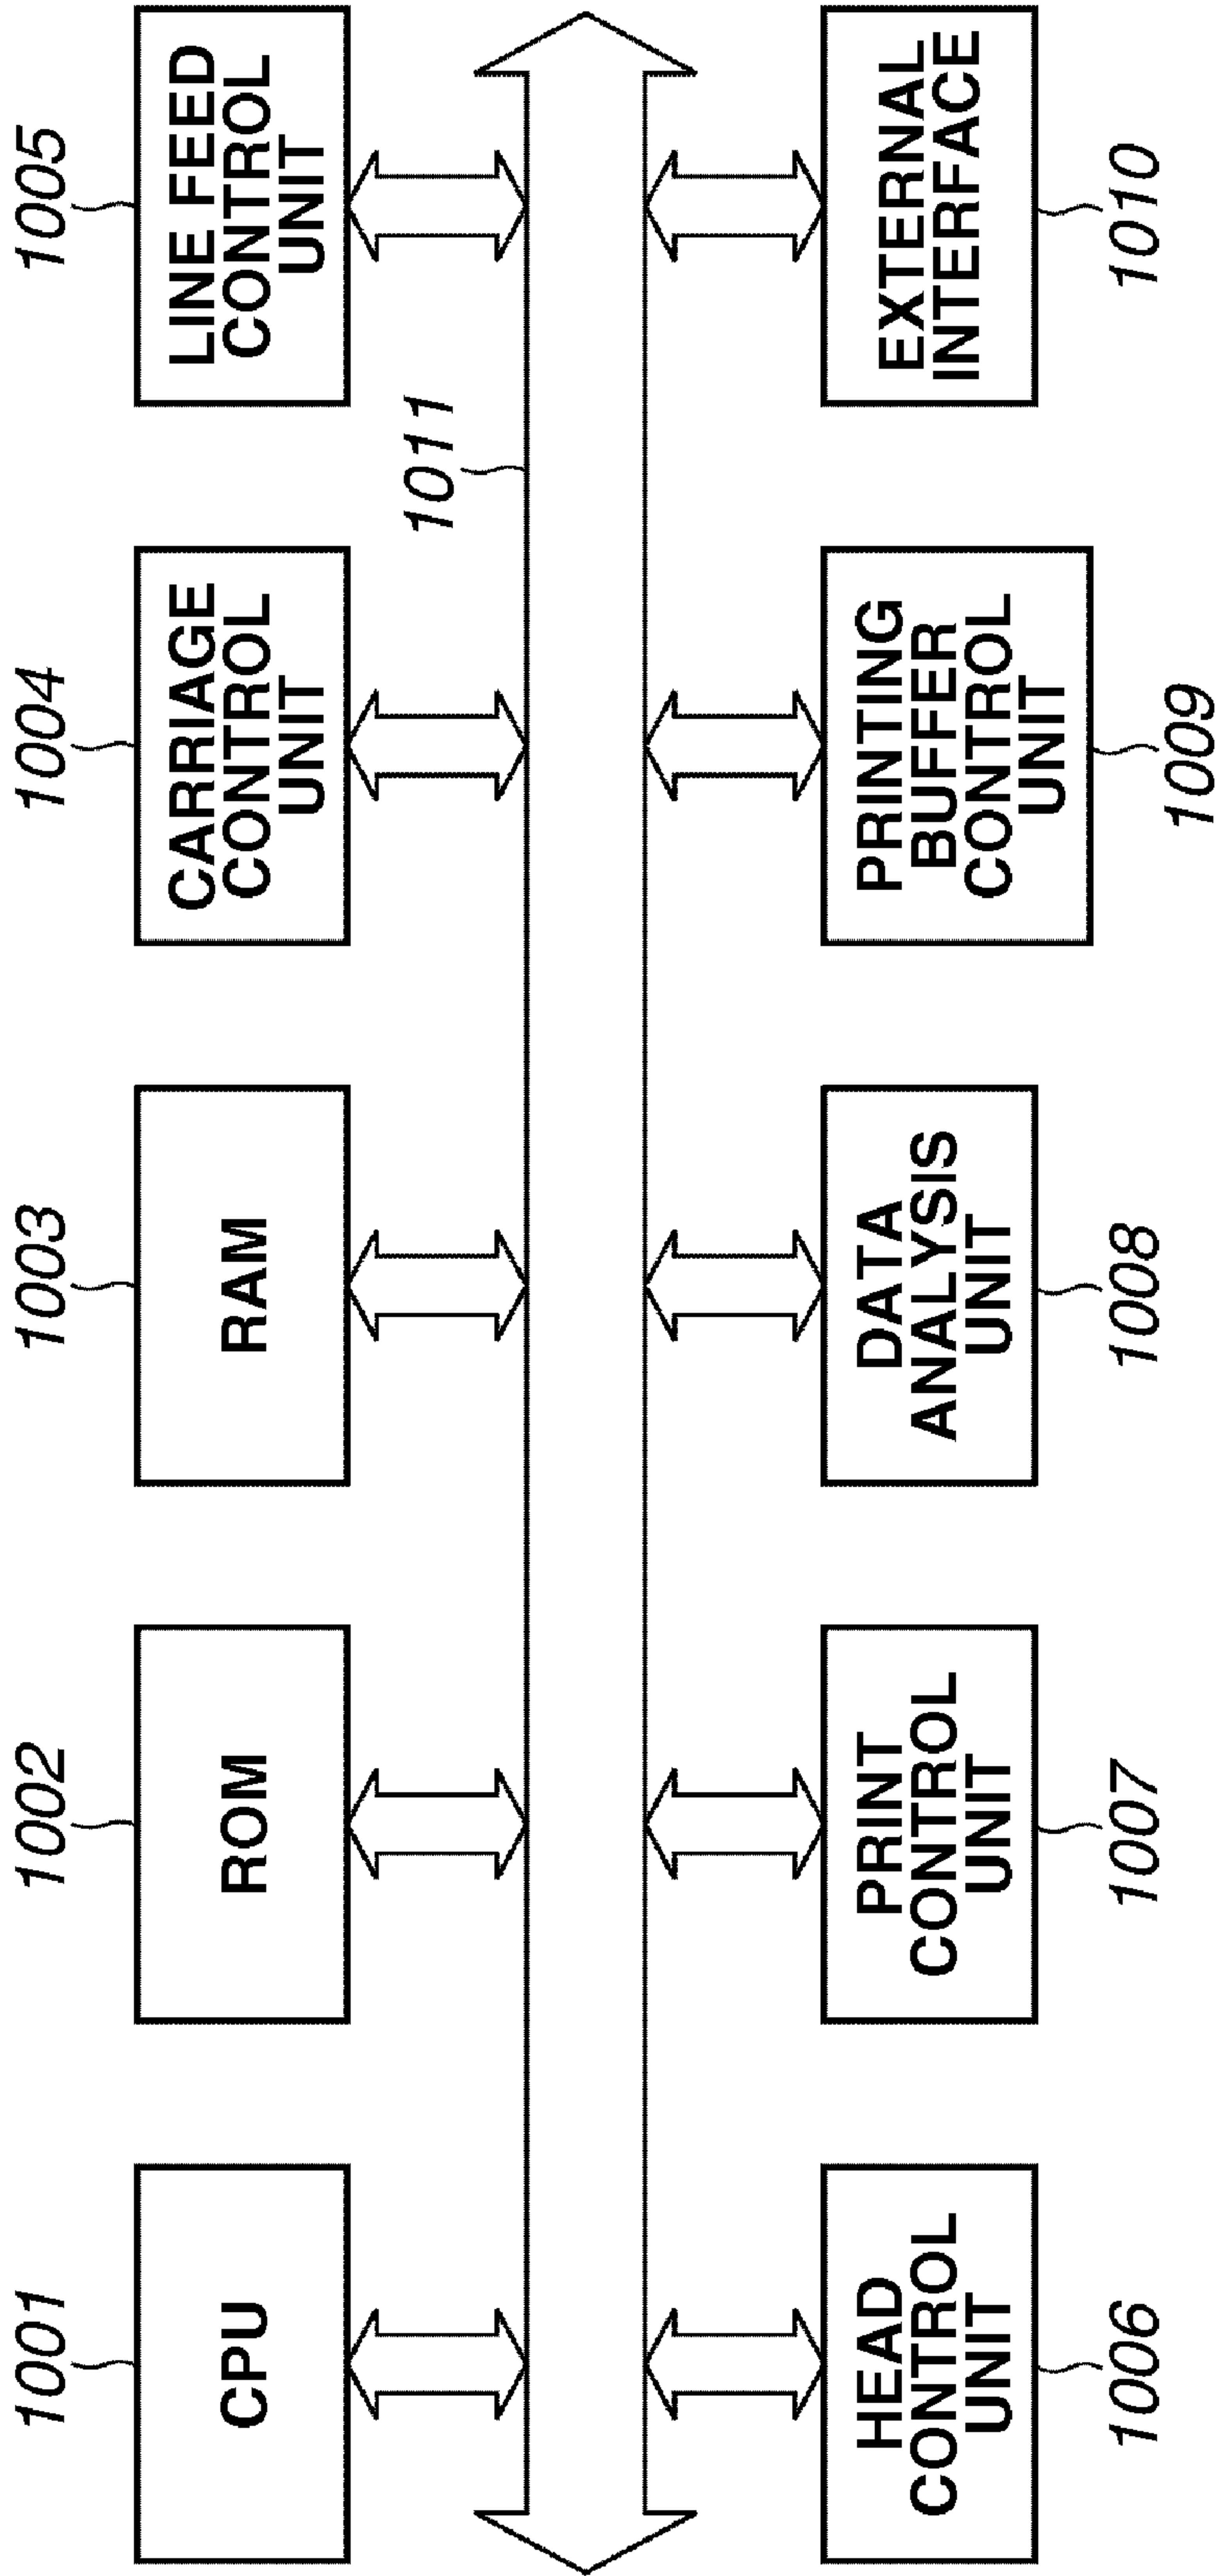 1001
1002
1003
1004
1005
CPU
ROM
RAM
CARRIAGE
CONTROL
UNIT
LINE FEED
CONTROL
UNIT
1011
HEAD
CONTROL
UNIT
PRINT
CONTROL
UNIT
DATA
ANALYSIS
UNIT
PRINTING
BUFFER
CONTROL
UNIT
EXTERNAL
INTERFACE
1006
1007
1008
1009
1010